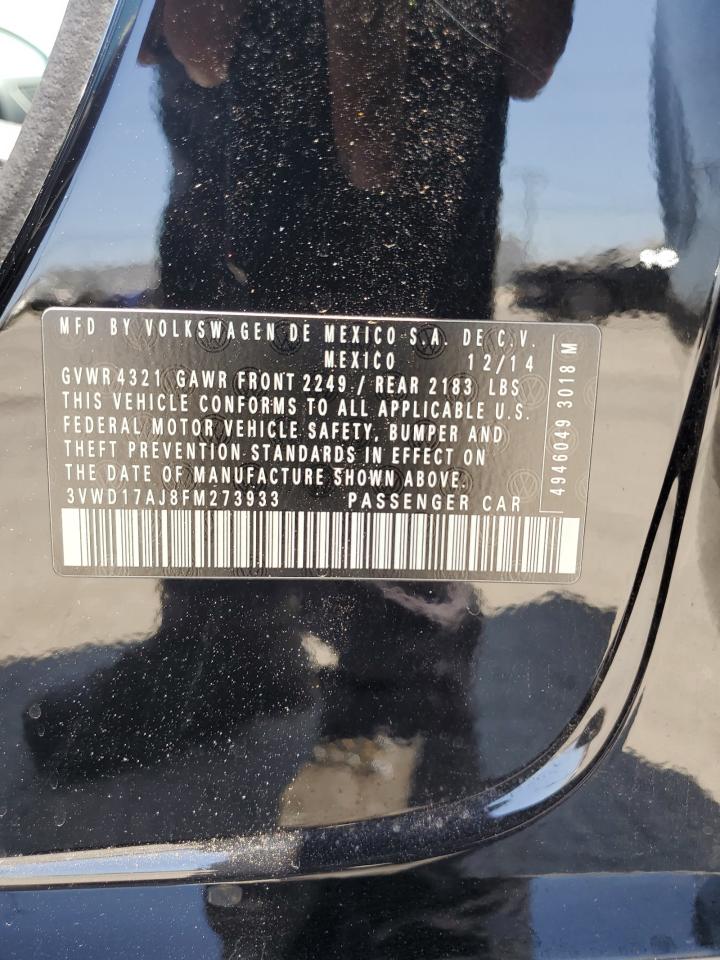 MFD BY VOLKSWAGEN DE MEXICO S.A. DE C.V.
MEXICO 12/14
GVWR 4321 GAWR FRONT 2249 / REAR 2183 LBS
THIS VEHICLE CONFORMS TO ALL APPLICABLE U.S.
FEDERAL MOTOR VEHICLE SAFETY, BUMPER AND
THEFT PREVENTION STANDARDS IN EFFECT ON
THE DATE OF MANUFACTURE SHOWN ABOVE.
3VWD17AJ8FM273933 PASSENGER CAR
4946049 3018 M